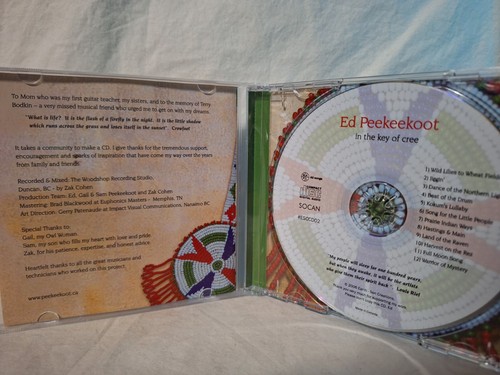 To Mom who was my first guitar teacher, my sisters, and to the memory of Terry
Bodkin – a very missed musical friend who urged me to get on with my dreams.
"What is life? It is the flash of a firefly in the night. It is the little shadow
which runs across the grass and loses itself in the sunset". Crowfoot
It takes a community to make a CD. I give thanks for the tremendous support,
encouragement and sparks of inspiration that have come my way over the years
from family and friends.
Recorded & Mixed: The Woodshop Recording Studio,
Duncan, BC - by Zak Cohen
Production Team: Ed, Gail & Sam Peekeekoot and Zak Cohen
Mastering: Brad Blackwood at Euphonics Masters – Memphis, TN
Art Direction: Gerry at Impact Visual Communications, Nanaimo BC
Special Thanks to:
Gail, my Owl Woman.
Sam, my son who fills my heart with love and pride.
Zak, for his patience, expertise, and honest advice.
Heartfelt thanks to all the great musicians and
technicians who worked on this project.
www.peekeekoot.ca
Ed Peekeekoot
In the key of cree
SOCAN
1) Wild Lilies to Wheat Fields
2) Jiggin'
3) Dance of the Northern Lights
4) Beat of the Drum
5) Kokum's Lullaby
6) Song for the Little People
7) Prairie Indian Ways
8) Hastings & Main
9) Land of the Raven
10) Harvest on the Res
11) Full Moon Song
12) Warrior of Mystery
"My people will sleep for one hundred years,
but when they awake, it will be the artists
who give them their spirit back". Louis Riel